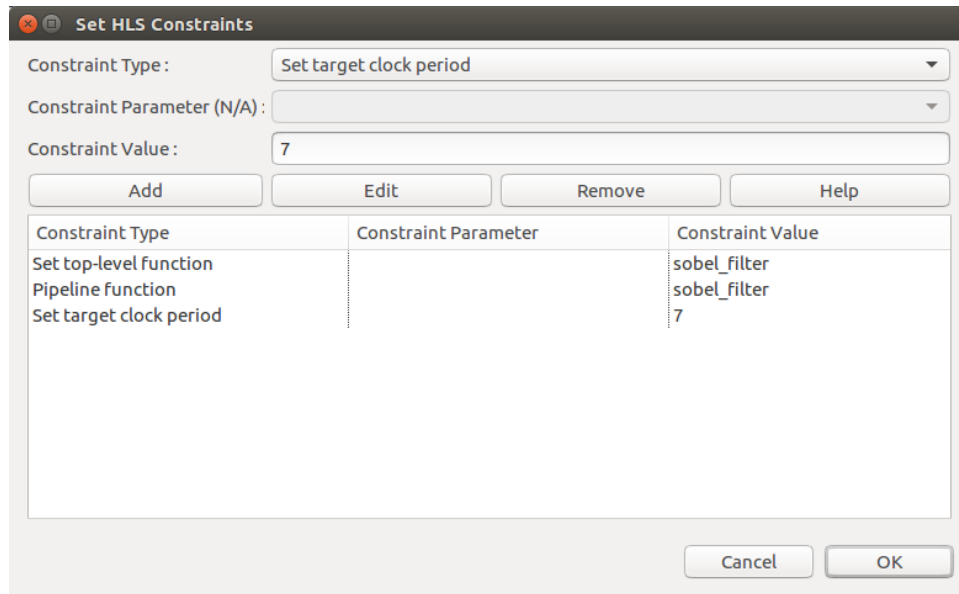 Set HLS Constraints
Constraint Type : Set target clock period
Constraint Parameter (N/A) :
Constraint Value : 7
Add Edit Remove Help
Constraint Type Constraint Parameter Constraint Value
Set top-level function sobel_filter
Pipeline function sobel_filter
Set target clock period 7
Cancel OK